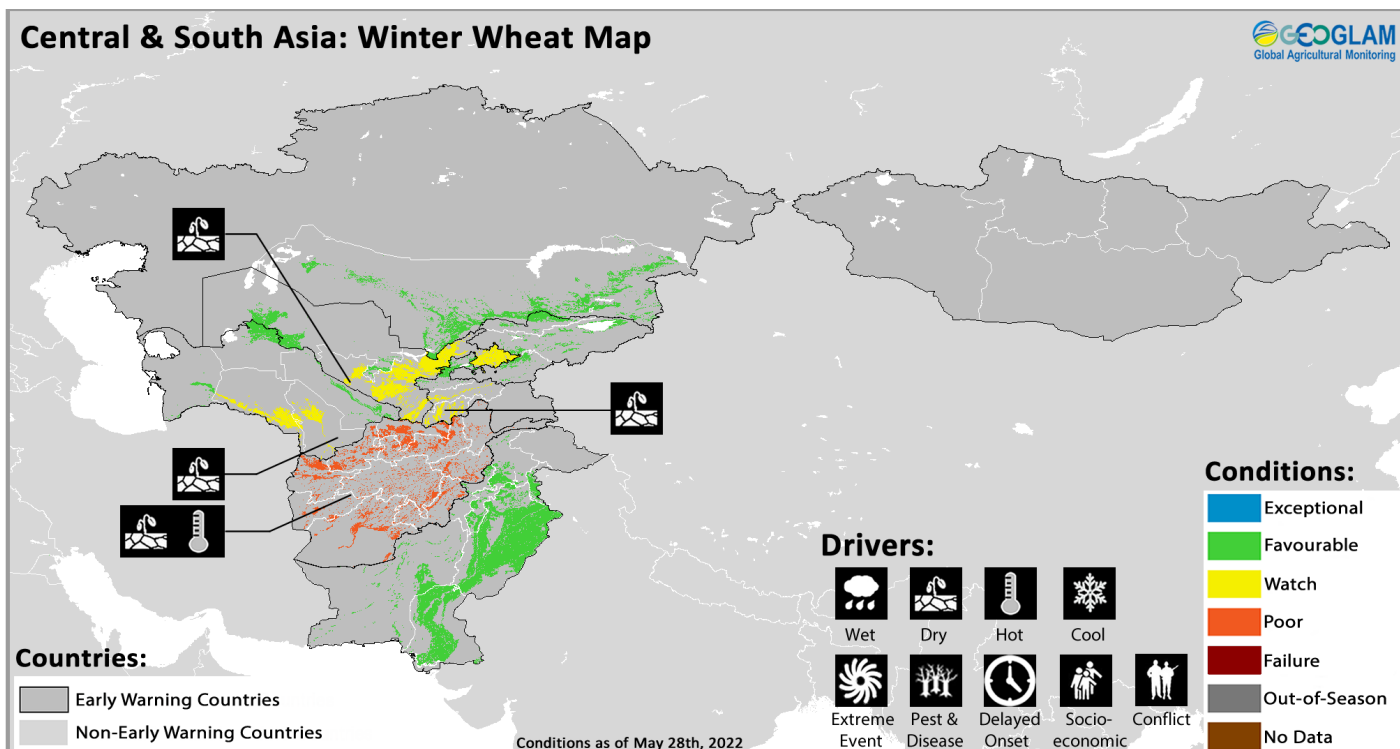 Central & South Asia: Winter Wheat Map
GEOGLAM
Global Agricultural Monitoring
Conditions:
Exceptional
Favourable
Watch
Poor
Failure
Out-of-Season
No Data
Drivers:
Wet
Dry
Hot
Cool
Extreme
Event
Pest &
Disease
Delayed
Onset
Socio-
economic
Conflict
Countries:
Early Warning Countries
Non-Early Warning Countries
Conditions as of May 28th, 2022